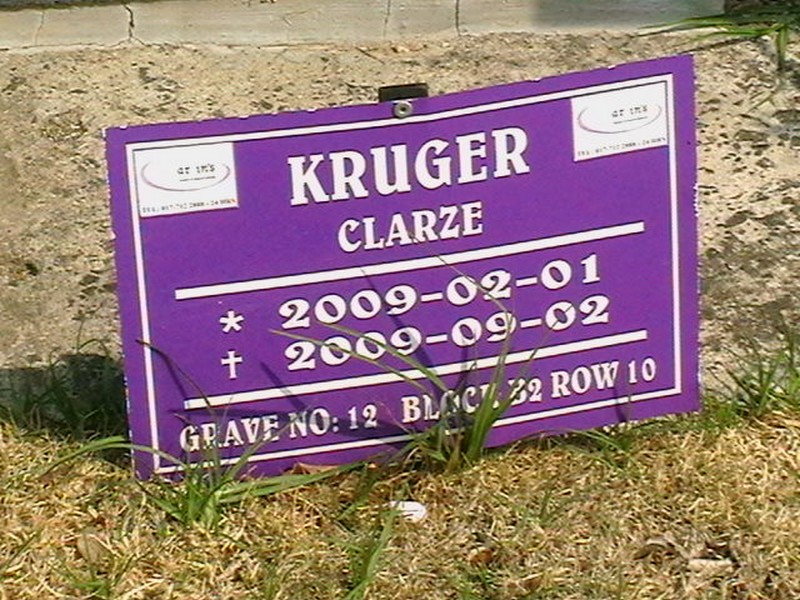 KRUGER
CLARZE
* 2009-02-01
† 2009-09-02
GRAVE NO: 12 BLOCK B2 ROW 10